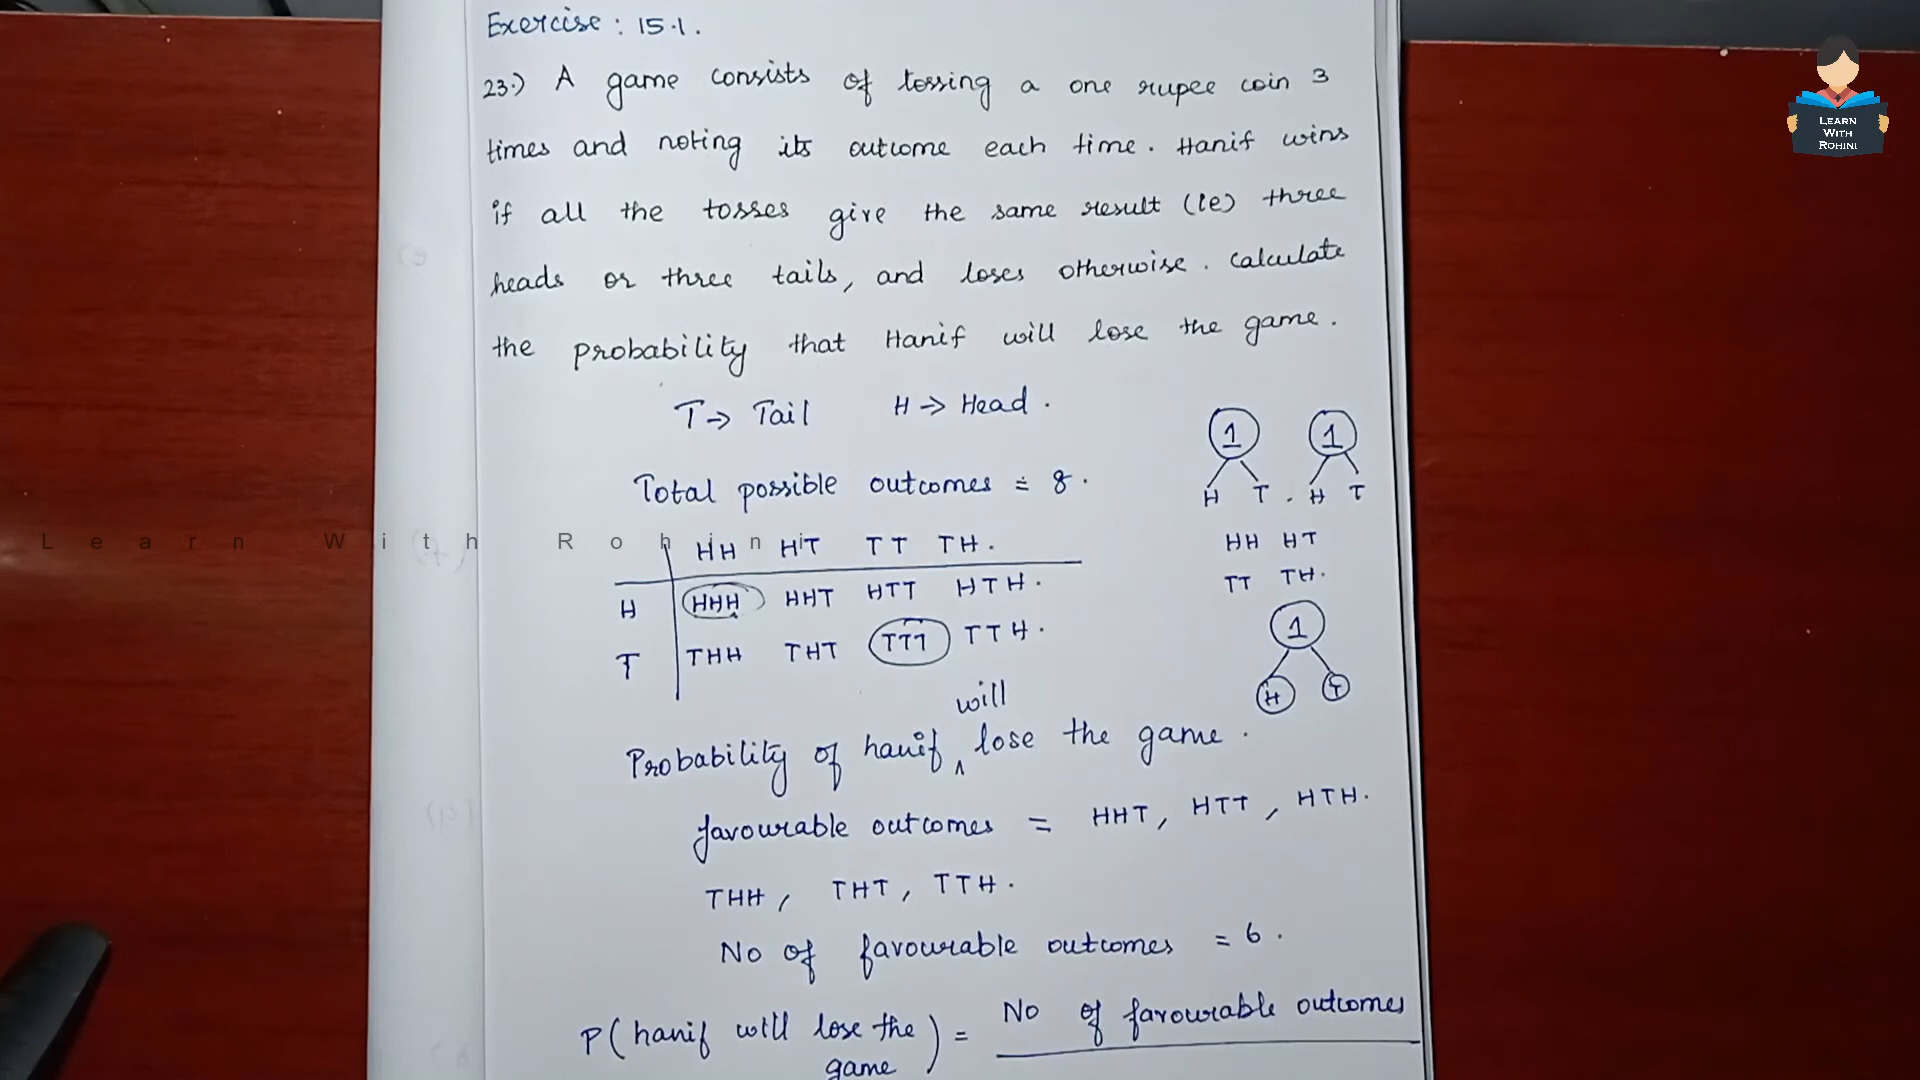 Exercise : 15.1.
23.) A game consists of tossing a one rupee coin 3
times and noting its outcome each time. Hanif wins
if all the tosses give the same result (ie) three
heads or three tails, and loses otherwise. Calculate
the probability that Hanif will lose the game.
T → Tail H → Head.
Total possible outcomes = 8.
HH HT TT TH.
H HHH HHT HTT HTH.
T THH THT TTT TTH.
1 1
H T . H T
HH HT
TT TH.
1
H T
will
Probability of hanif ^ lose the game.
favourable outcomes = HHT, HTT, HTH.
THH, THT, TTH.
No of favourable outcomes = 6.
P(hanif will lose the game) = No of favourable outcomes
Learn With Rohini
LEARN
WITH
ROHINI